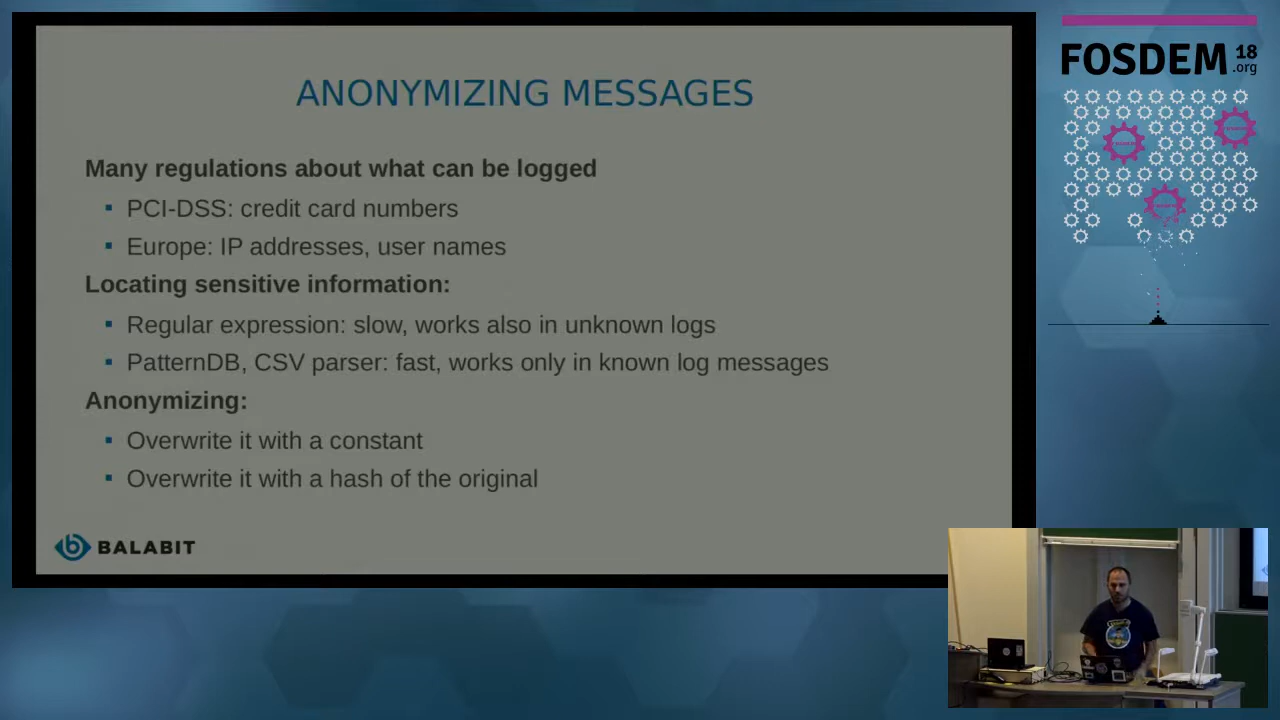 ANONYMIZING MESSAGES
Many regulations about what can be logged
PCI-DSS: credit card numbers
Europe: IP addresses, user names
Locating sensitive information:
Regular expression: slow, works also in unknown logs
PatternDB, CSV parser: fast, works only in known log messages
Anonymizing:
Overwrite it with a constant
Overwrite it with a hash of the original
BALABIT
FOSDEM 18
.org